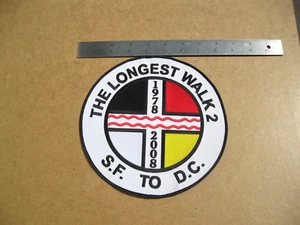 THE LONGEST WALK 2
1978
2008
S.F. TO D.C.